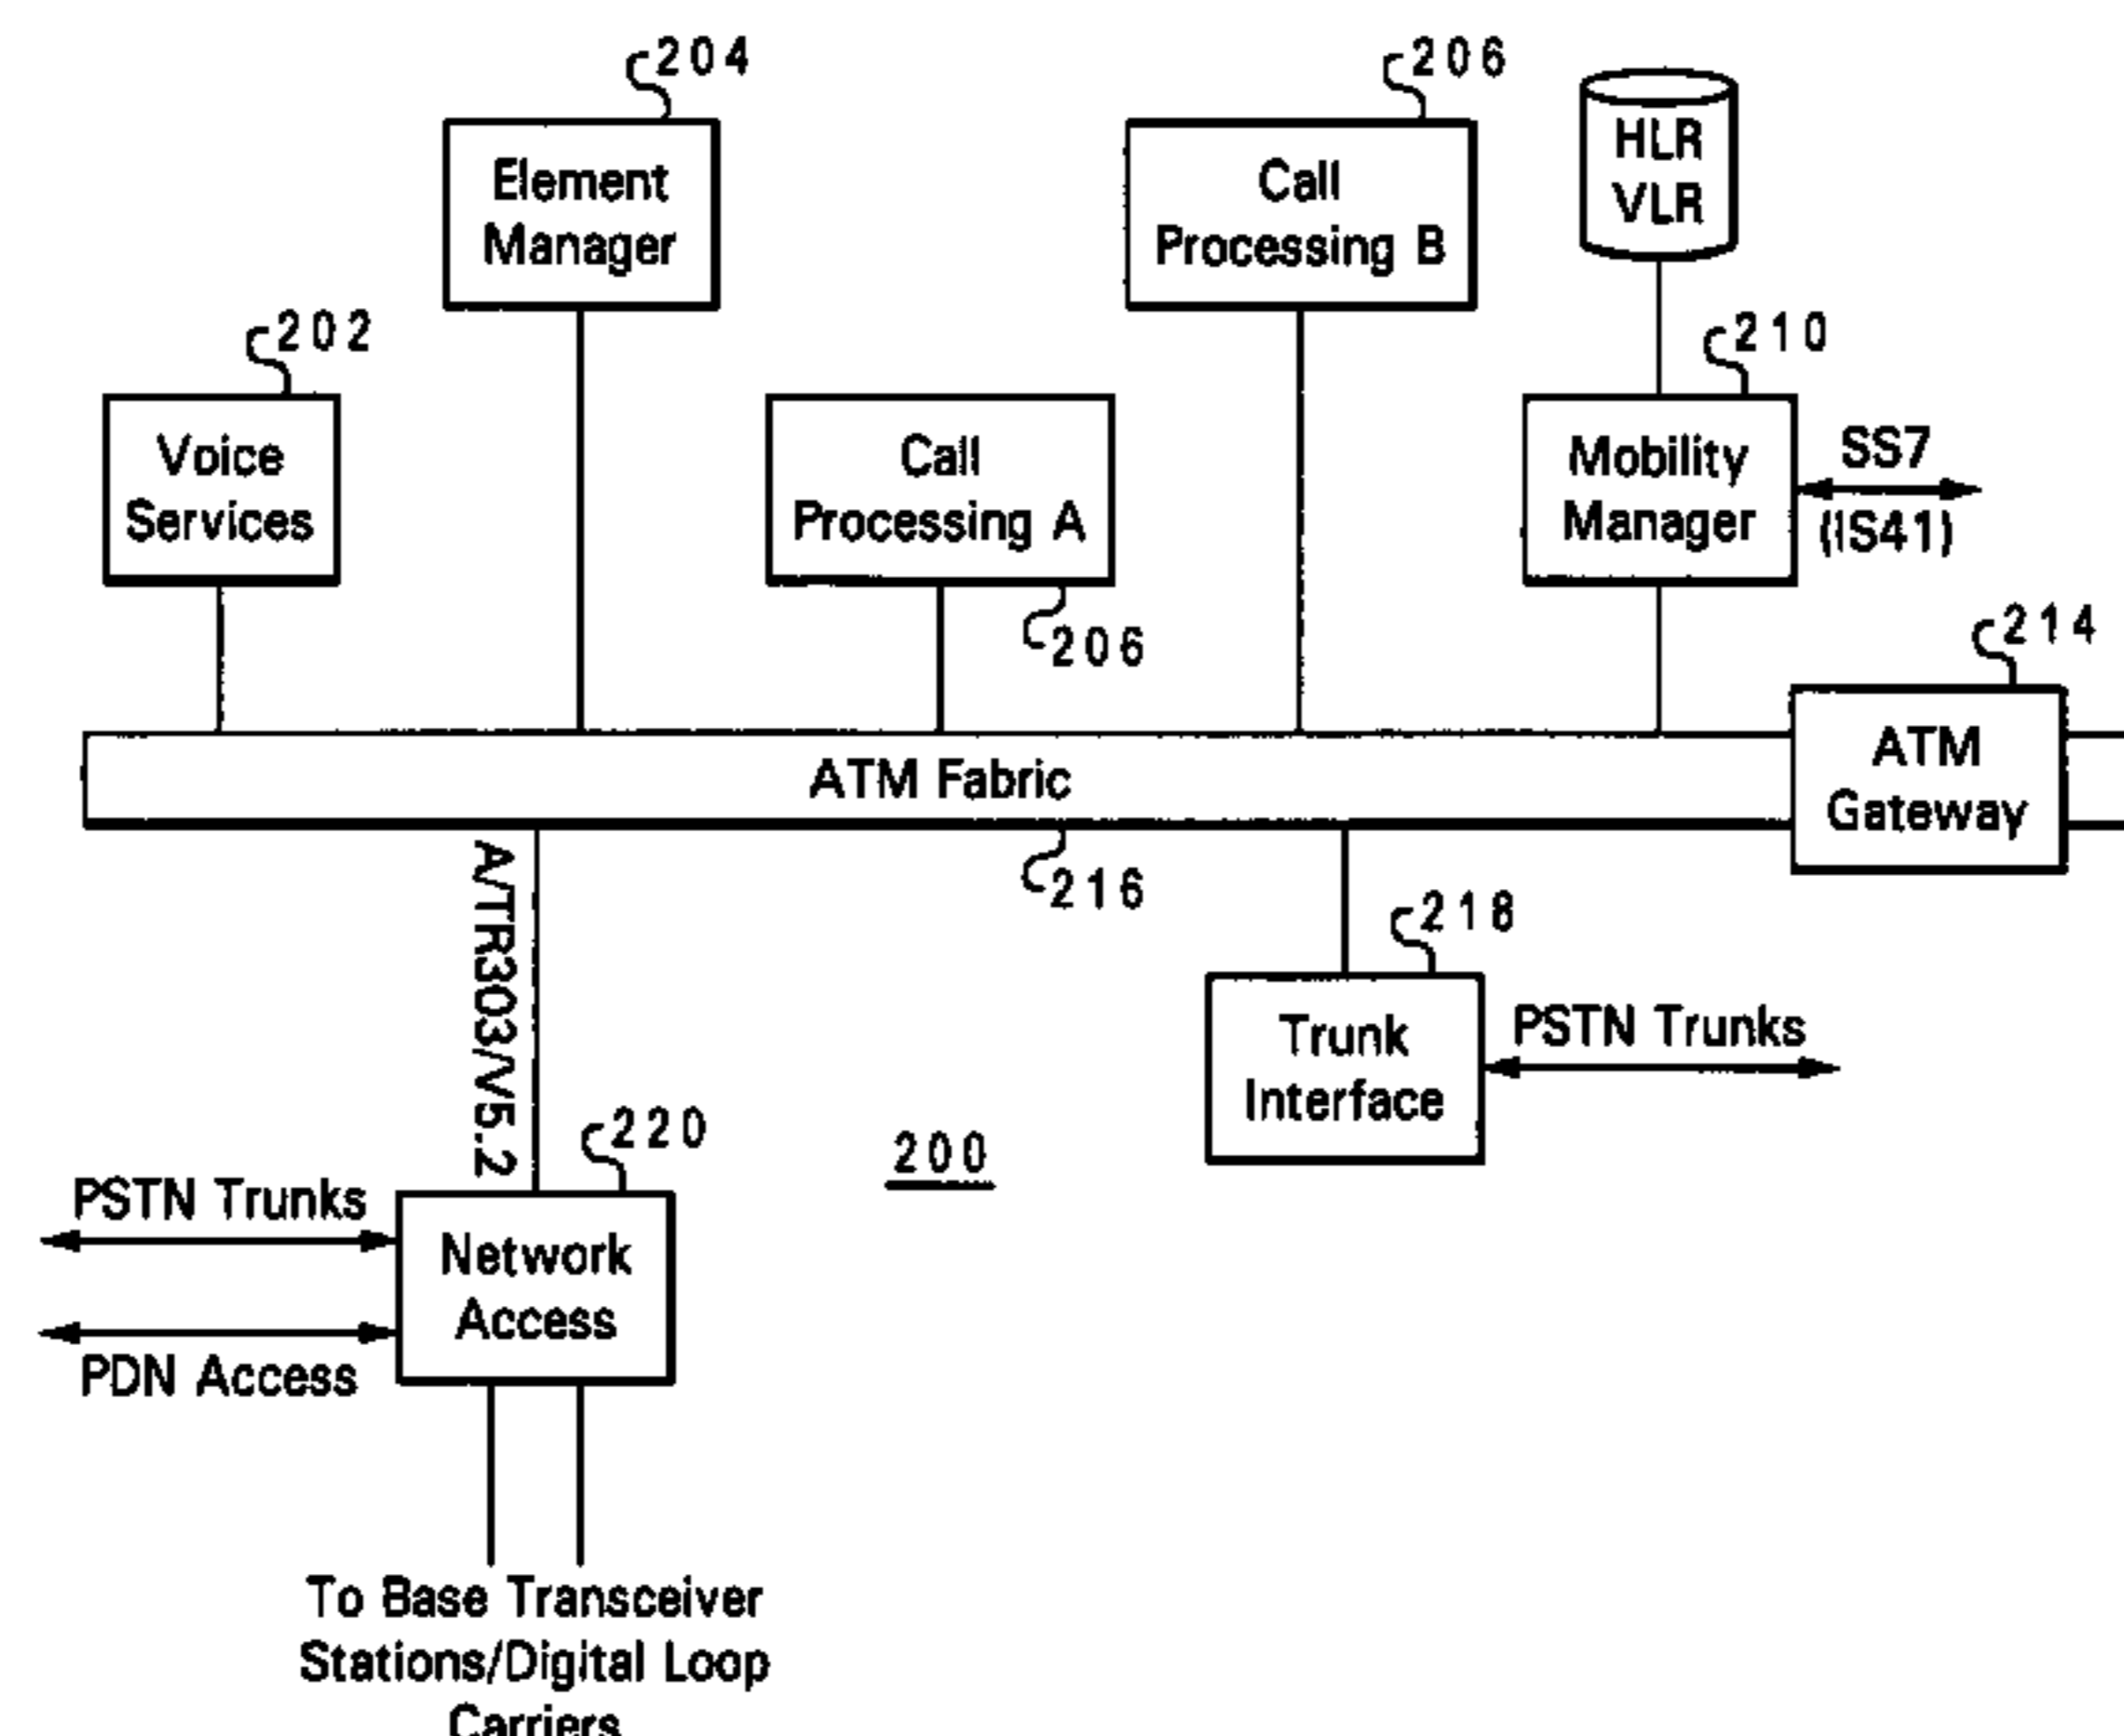 204
206
Element
Manager
Call
Processing B
HLR
VLR
202
210
Voice
Services
Call
Processing A
Mobility
Manager
SS7
(IS41)
206
214
ATM Fabric
ATM
Gateway
216
218
A/TR303/V5.2
Trunk
Interface
PSTN Trunks
220
200
PSTN Trunks
Network
Access
PDN Access
To Base Transceiver
Stations/Digital Loop
Carriers